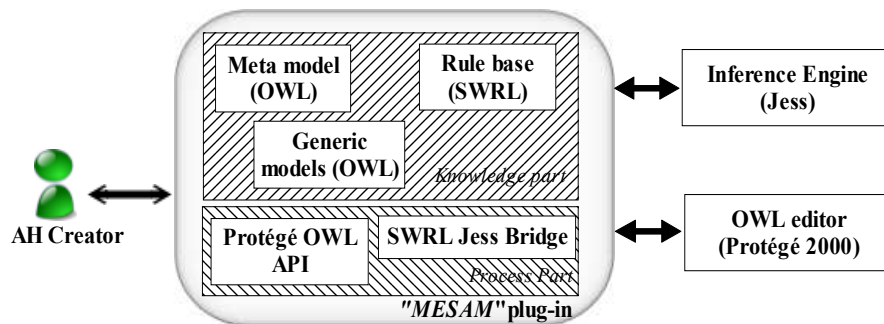 Meta model
(OWL)
Rule base
(SWRL)
Generic
models (OWL)
Knowledge part
AH Creator
Protégé OWL
API
SWRL Jess Bridge
Process Part
"MESAM" plug-in
Inference Engine
(Jess)
OWL editor
(Protégé 2000)